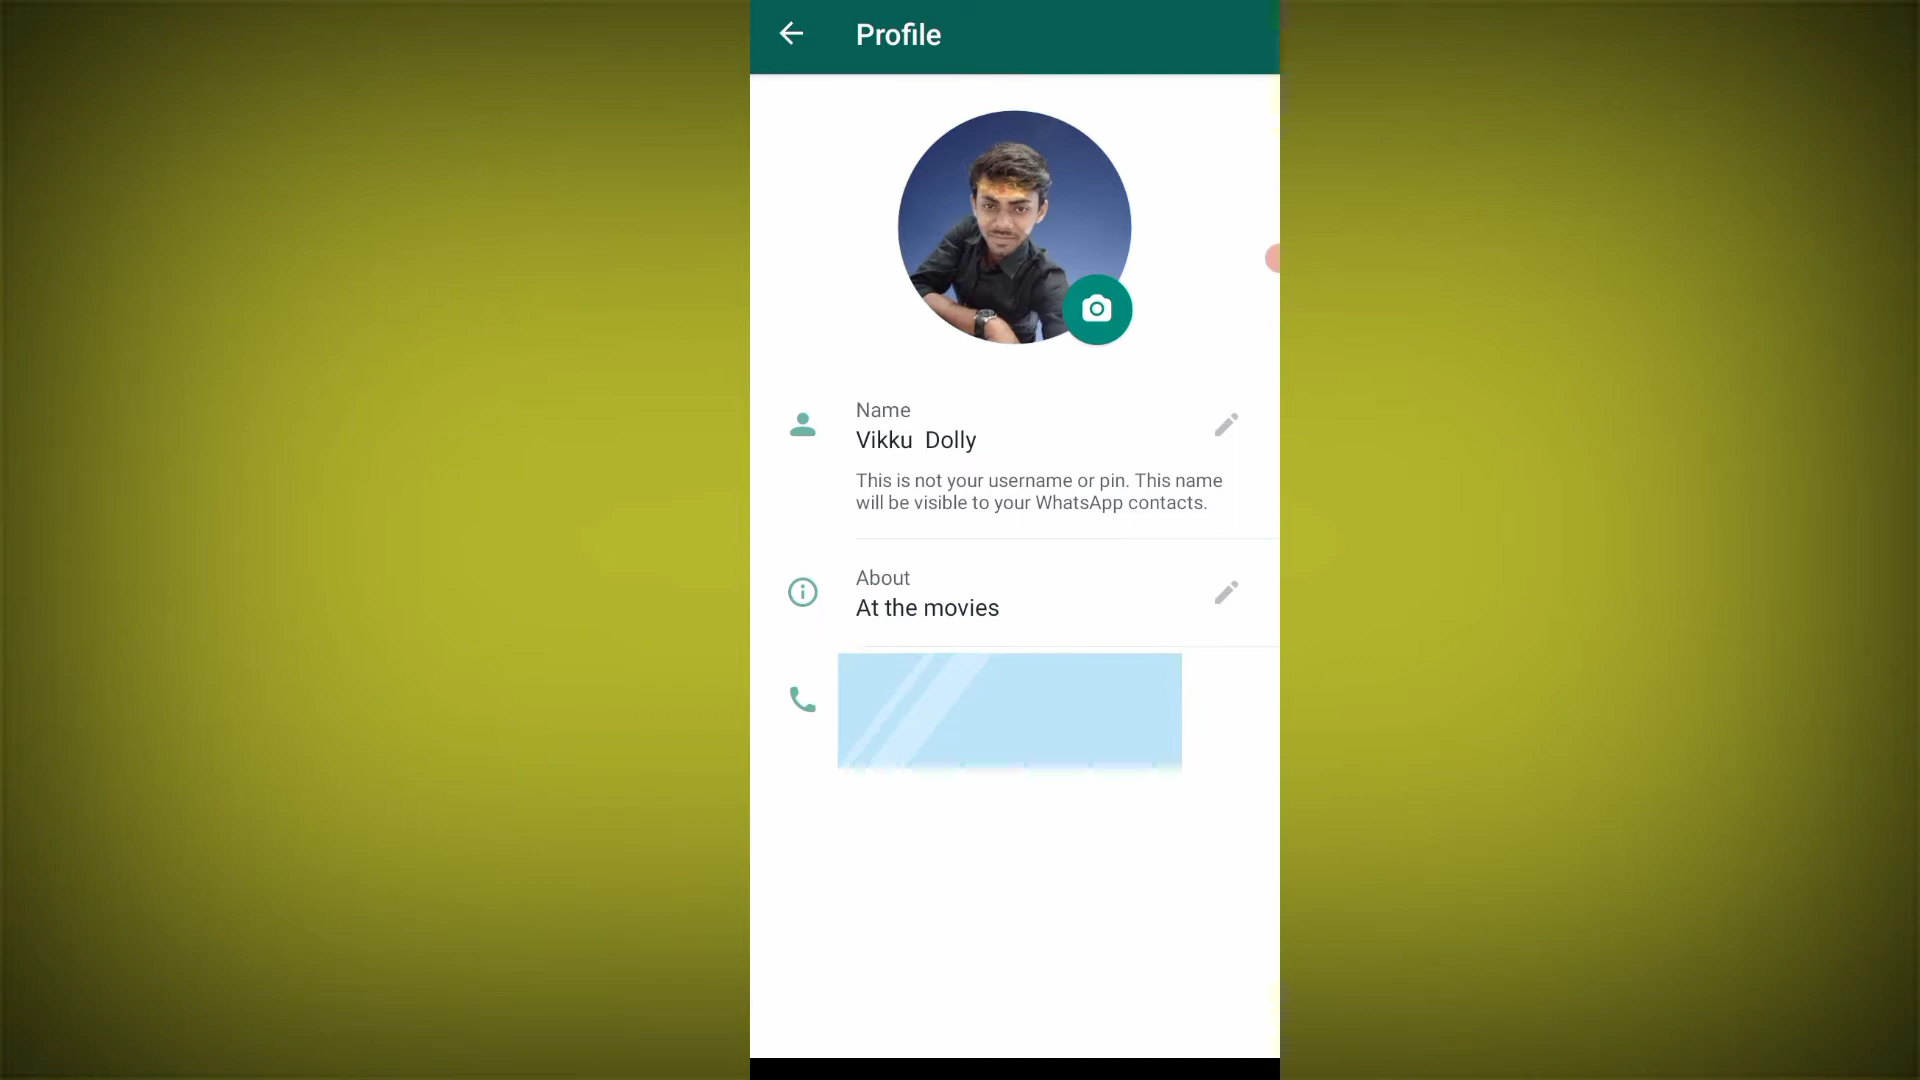 Profile
Name
Vikku  Dolly
This is not your username or pin. This name
will be visible to your WhatsApp contacts.
About
At the movies